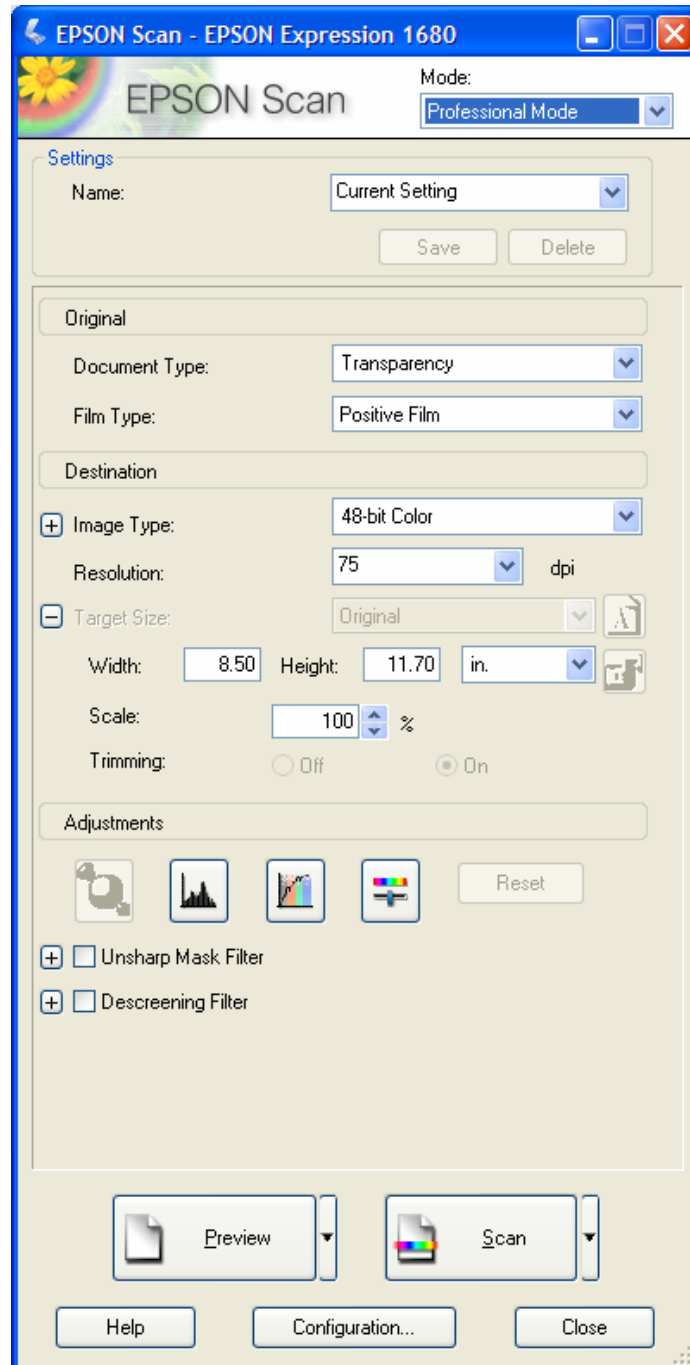 EPSON Scan - EPSON Expression 1680
EPSON Scan
Mode:
Professional Mode
Settings
Name: Current Setting
Save Delete
Original
Document Type: Transparency
Film Type: Positive Film
Destination
Image Type: 48-bit Color
Resolution: 75 dpi
Target Size: Original
Width: 8.50 Height: 11.70 in.
Scale: 100 %
Trimming: Off On
Adjustments
Reset
Unsharp Mask Filter
Descreening Filter
Preview Scan
Help Configuration... Close